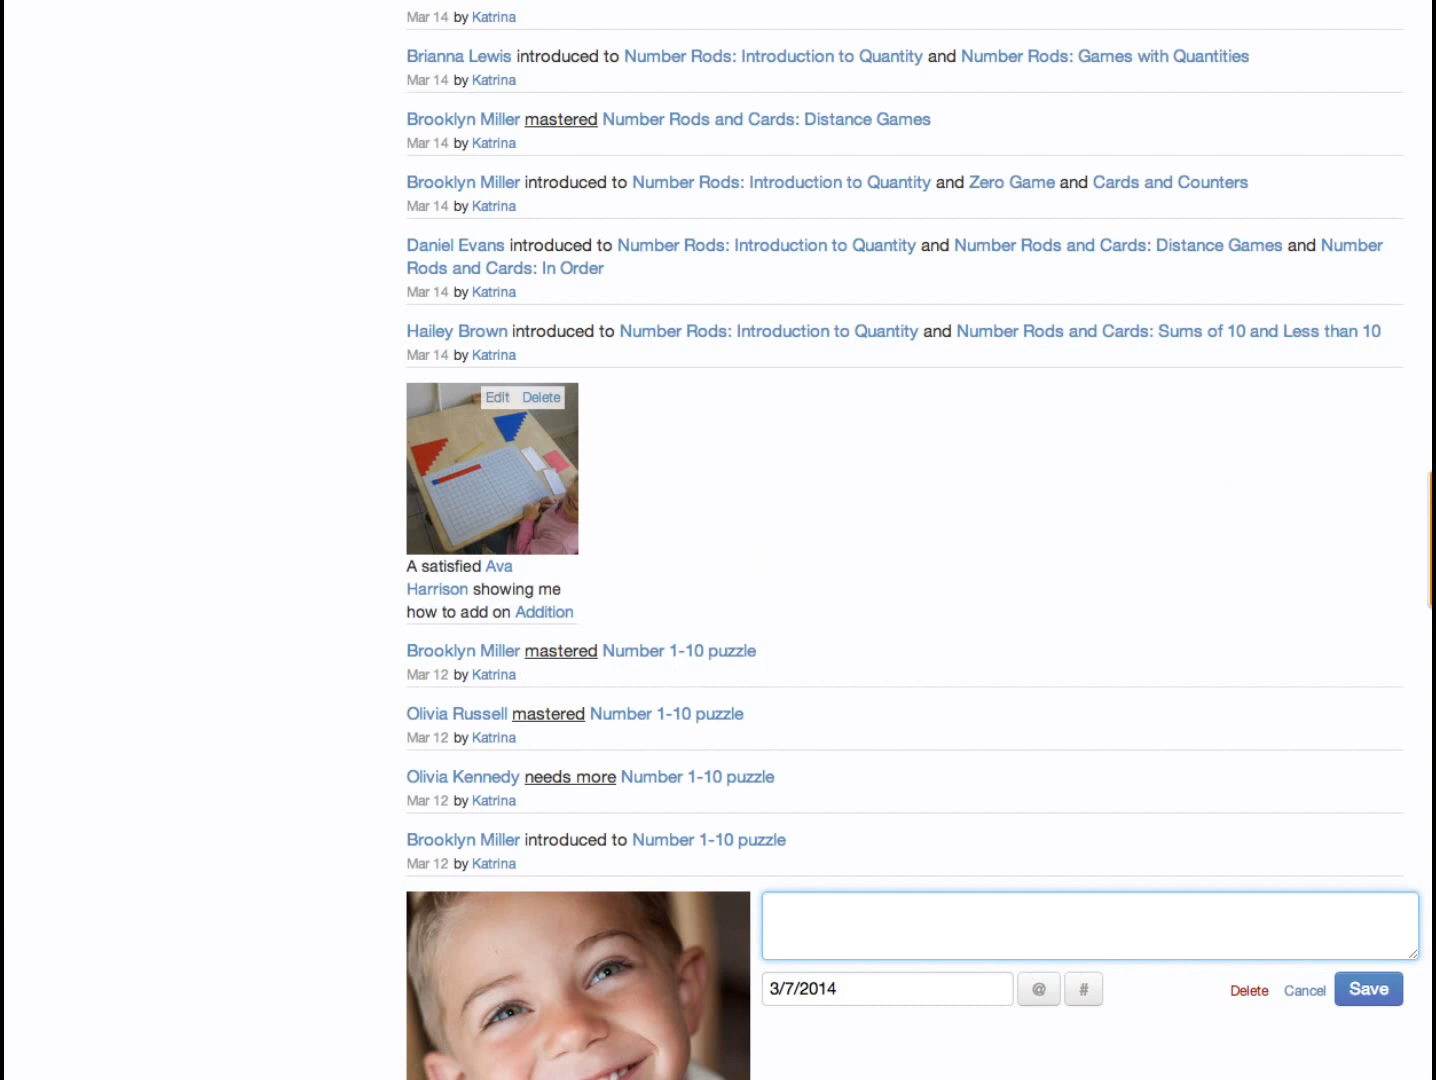 Mar 14 by Katrina
Brianna Lewis introduced to Number Rods: Introduction to Quantity and Number Rods: Games with Quantities
Mar 14 by Katrina
Brooklyn Miller mastered Number Rods and Cards: Distance Games
Mar 14 by Katrina
Brooklyn Miller introduced to Number Rods: Introduction to Quantity and Zero Game and Cards and Counters
Mar 14 by Katrina
Daniel Evans introduced to Number Rods: Introduction to Quantity and Number Rods and Cards: Distance Games and Number
Rods and Cards: In Order
Mar 14 by Katrina
Hailey Brown introduced to Number Rods: Introduction to Quantity and Number Rods and Cards: Sums of 10 and Less than 10
Mar 14 by Katrina
Edit Delete
A satisfied Ava
Harrison showing me
how to add on Addition
Brooklyn Miller mastered Number 1-10 puzzle
Mar 12 by Katrina
Olivia Russell mastered Number 1-10 puzzle
Mar 12 by Katrina
Olivia Kennedy needs more Number 1-10 puzzle
Mar 12 by Katrina
Brooklyn Miller introduced to Number 1-10 puzzle
Mar 12 by Katrina
3/7/2014 @ # Delete Cancel Save